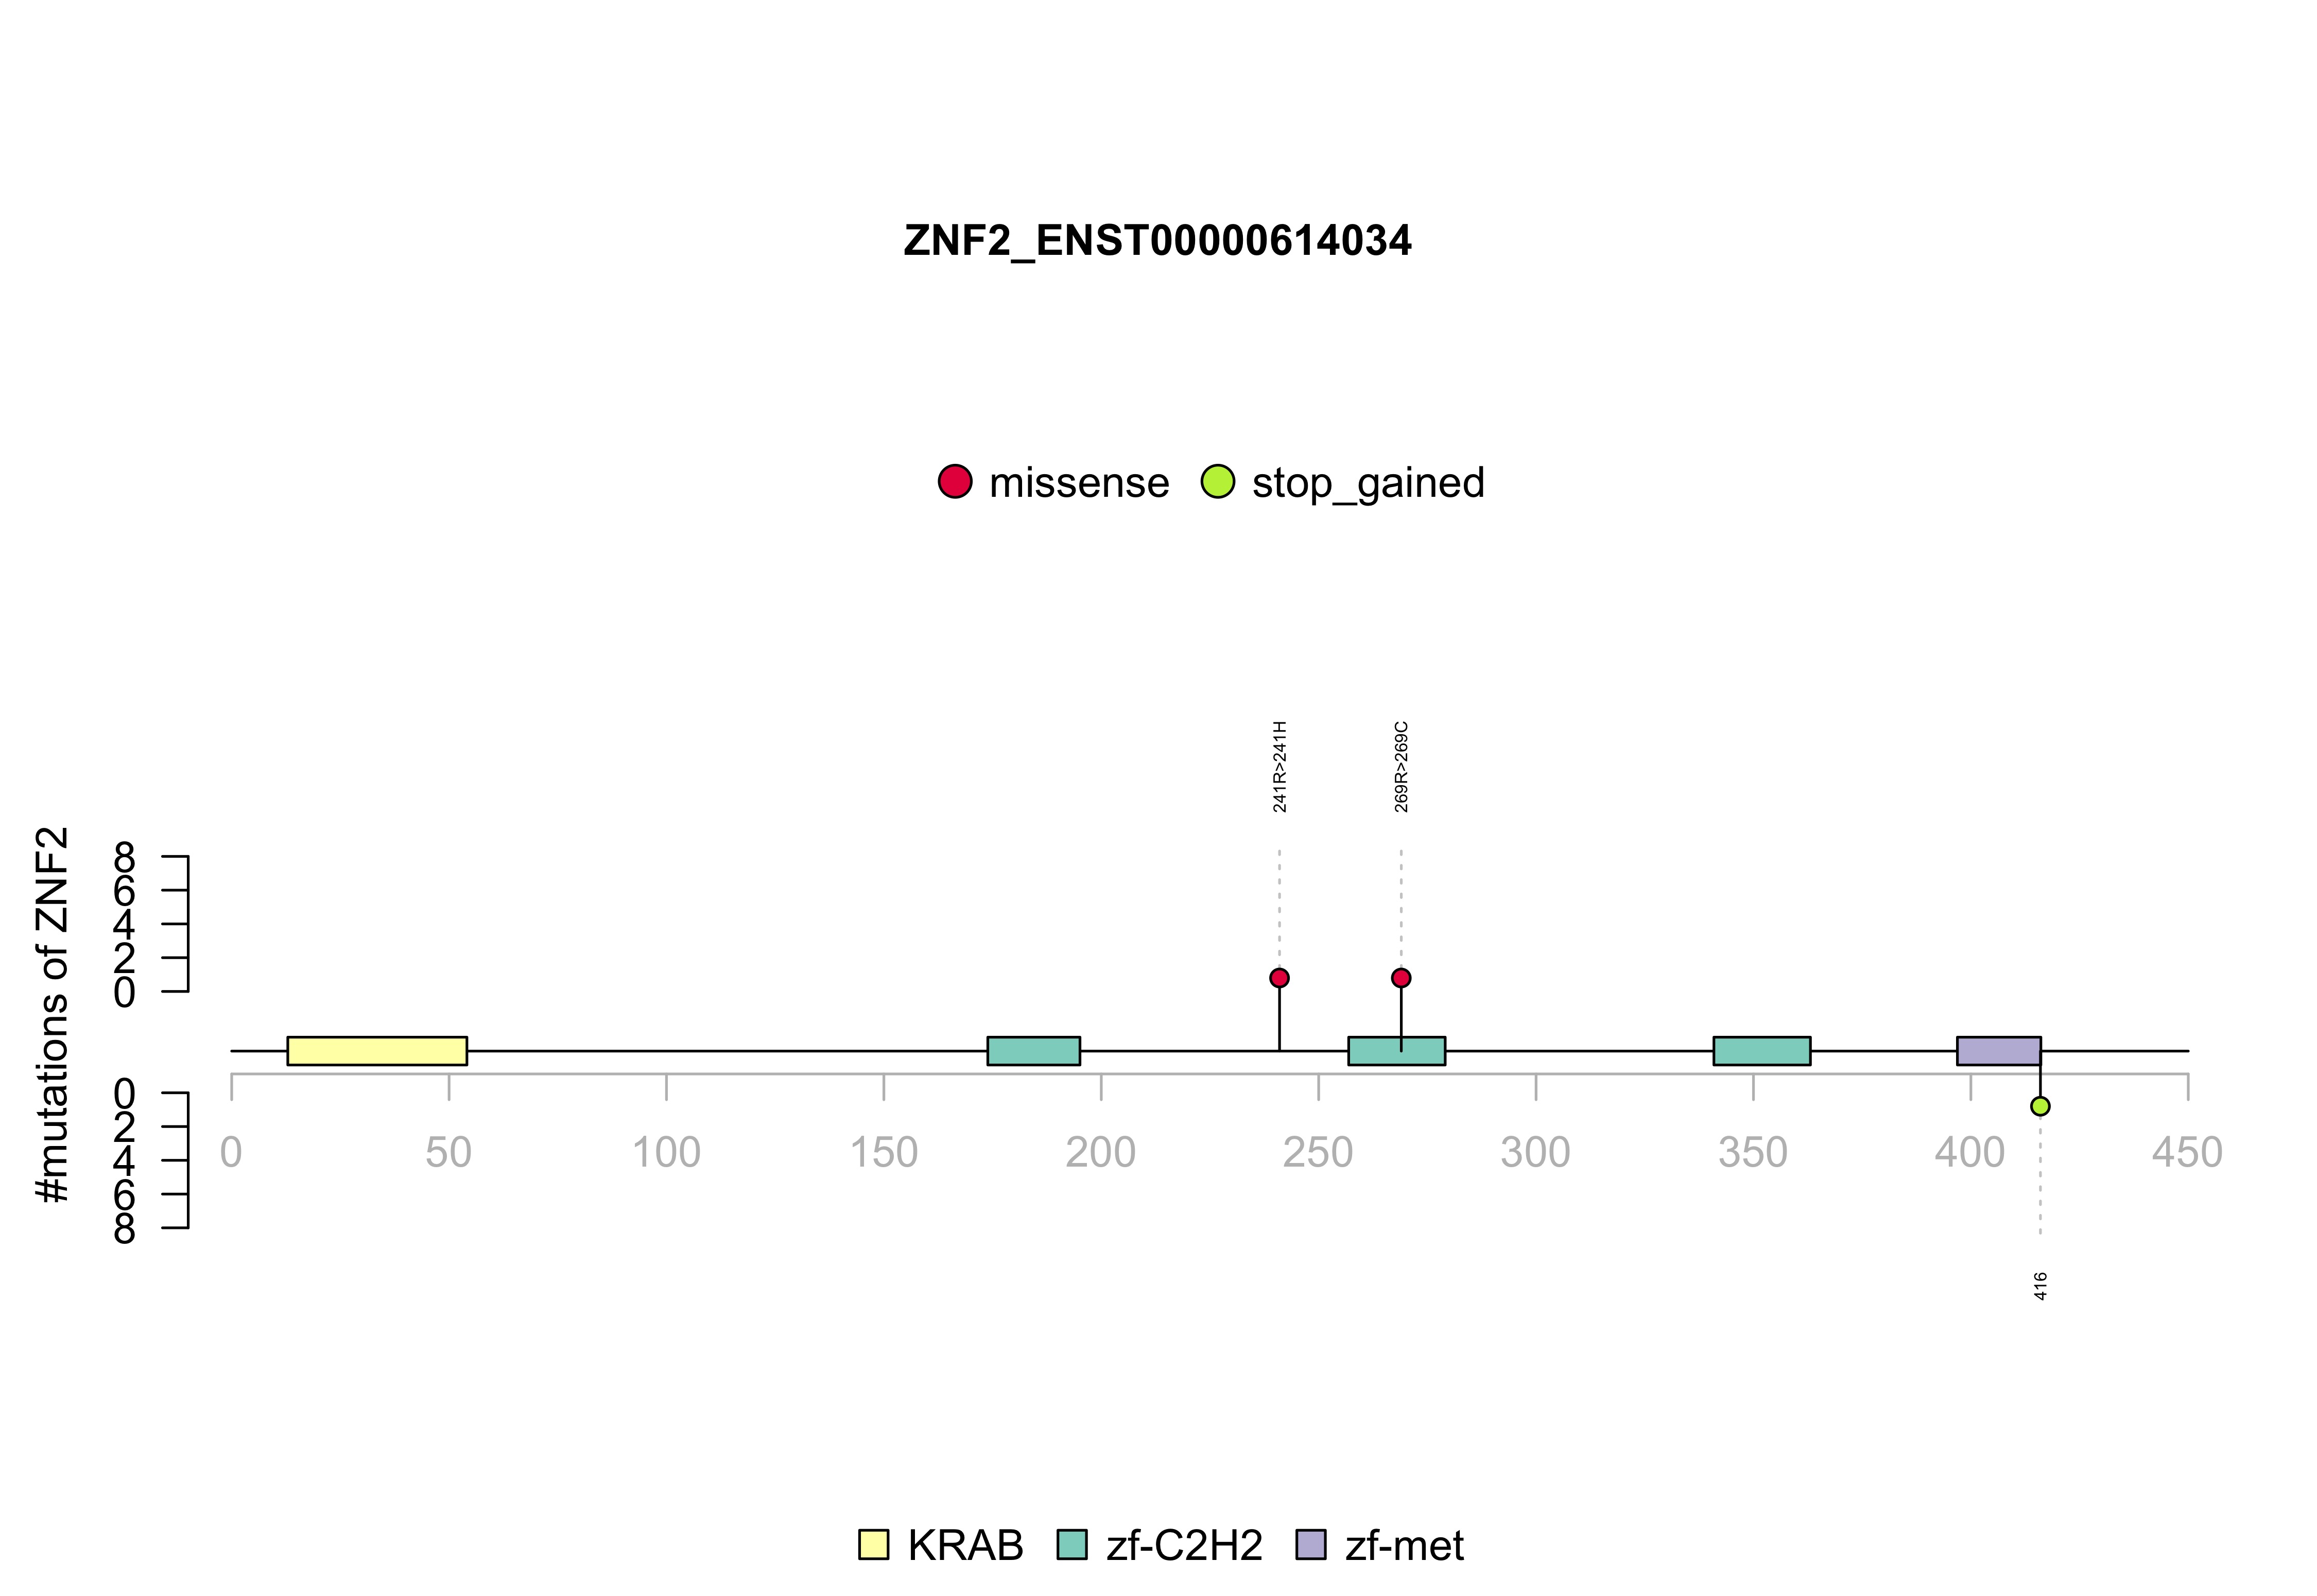 ZNF2_ENST00000614034
missense stop_gained
241R>241H 269R>269C
#mutations of ZNF2
8
6
4
2
0
0
2
4
6
8
0 50 100 150 200 250 300 350 400 450
416
KRAB zf-C2H2 zf-met